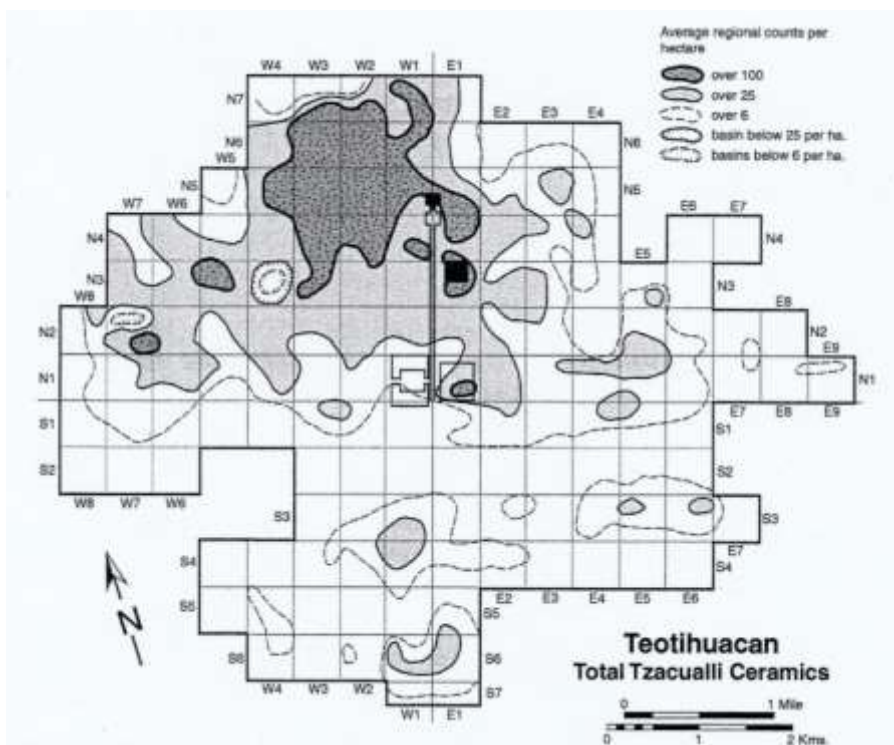 Average regional counts per
hectare
over 100
over 25
over 6
basin below 25 per ha.
basins below 6 per ha.
W4 W3 W2 W1 E1
N7
E2 E3 E4
N6 N6
W5
N5 N5
W7 W6
E6 E7
N4 N4
E5
N3 N3
W8
E8
N2 N2
E9
N1 N1
E7 E8 E9
S1 S1
S2 S2
W8 W7 W6
S3 S3
E7
S4 S4
E2 E3 E4 E5 E6
S5 S5
S6 S6
W4 W3 W2
S7
W1 E1
N
Teotihuacan
Total Tzacualli Ceramics
0 1 Mile
0 1 2 Kms.